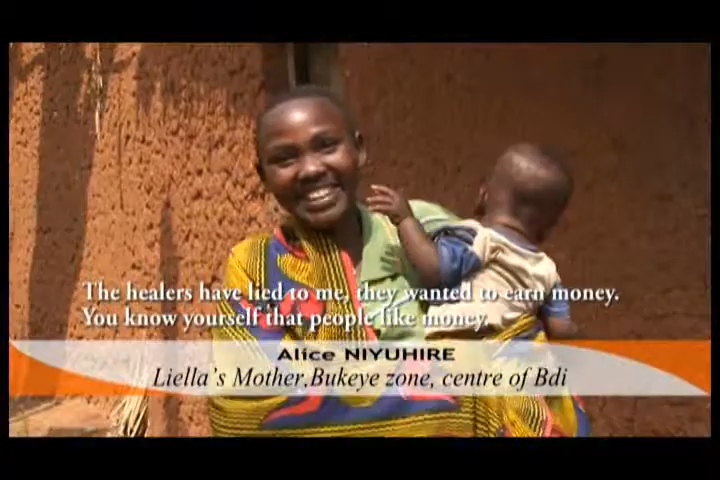 The healers have lied to me, they wanted to earn money.
You know yourself that people like money.
Alice NIYUHIRE
Liella's Mother,Bukeye zone, centre of Bdi